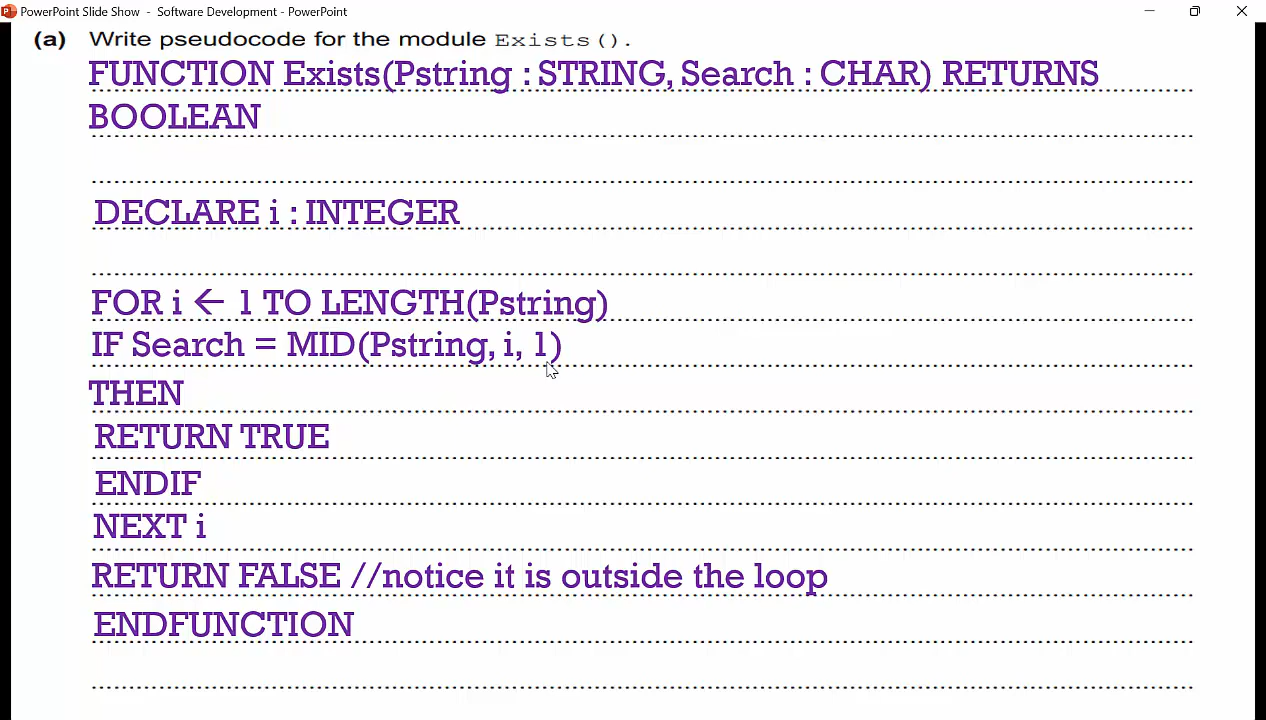 PowerPoint Slide Show - Software Development - PowerPoint
(a) Write pseudocode for the module Exists().
FUNCTION Exists(Pstring : STRING, Search : CHAR) RETURNS
BOOLEAN
DECLARE i : INTEGER
FOR i ← 1 TO LENGTH(Pstring)
IF Search = MID(Pstring, i, 1)
THEN
RETURN TRUE
ENDIF
NEXT i
RETURN FALSE //notice it is outside the loop
ENDFUNCTION